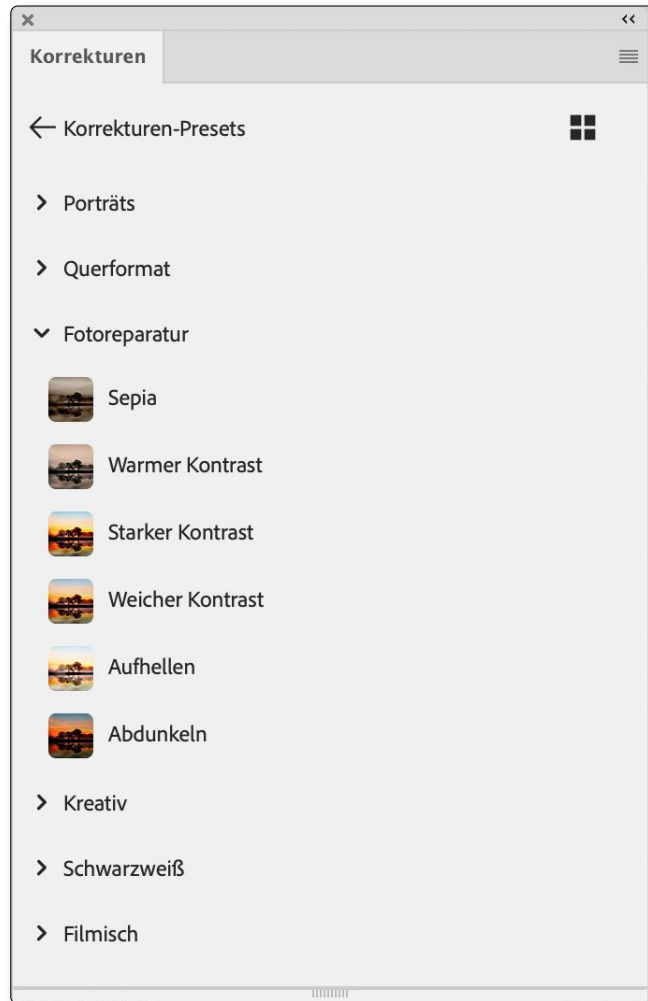 Korrekturen
Korrekturen-Presets
Porträts
Querformat
Fotoreparatur
Sepia
Warmer Kontrast
Starker Kontrast
Weicher Kontrast
Aufhellen
Abdunkeln
Kreativ
Schwarzweiß
Filmisch